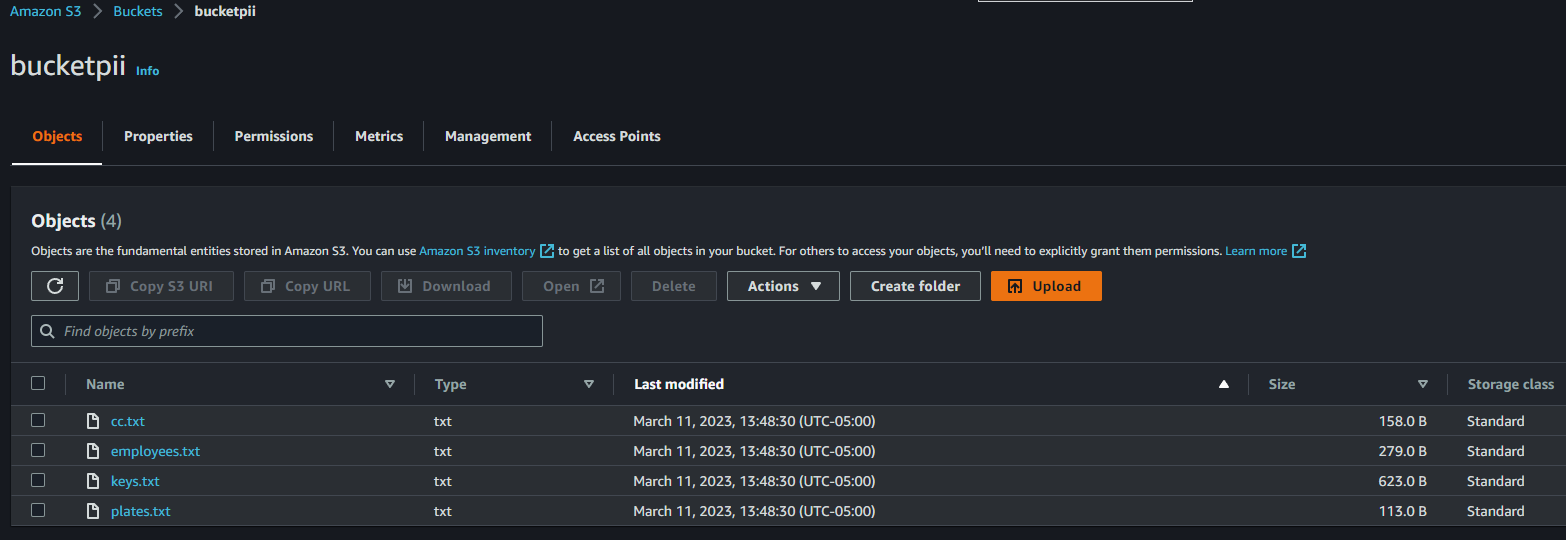 Amazon S3 > Buckets > bucketpii
bucketpii Info
Objects Properties Permissions Metrics Management Access Points
Objects (4)
Objects are the fundamental entities stored in Amazon S3. You can use Amazon S3 inventory to get a list of all objects in your bucket. For others to access your objects, you’ll need to explicitly grant them permissions. Learn more
Copy S3 URI Copy URL Download Open Delete Actions Create folder Upload
Find objects by prefix
Name Type Last modified Size Storage class
cc.txt txt March 11, 2023, 13:48:30 (UTC-05:00) 158.0 B Standard
employees.txt txt March 11, 2023, 13:48:30 (UTC-05:00) 279.0 B Standard
keys.txt txt March 11, 2023, 13:48:30 (UTC-05:00) 623.0 B Standard
plates.txt txt March 11, 2023, 13:48:30 (UTC-05:00) 113.0 B Standard